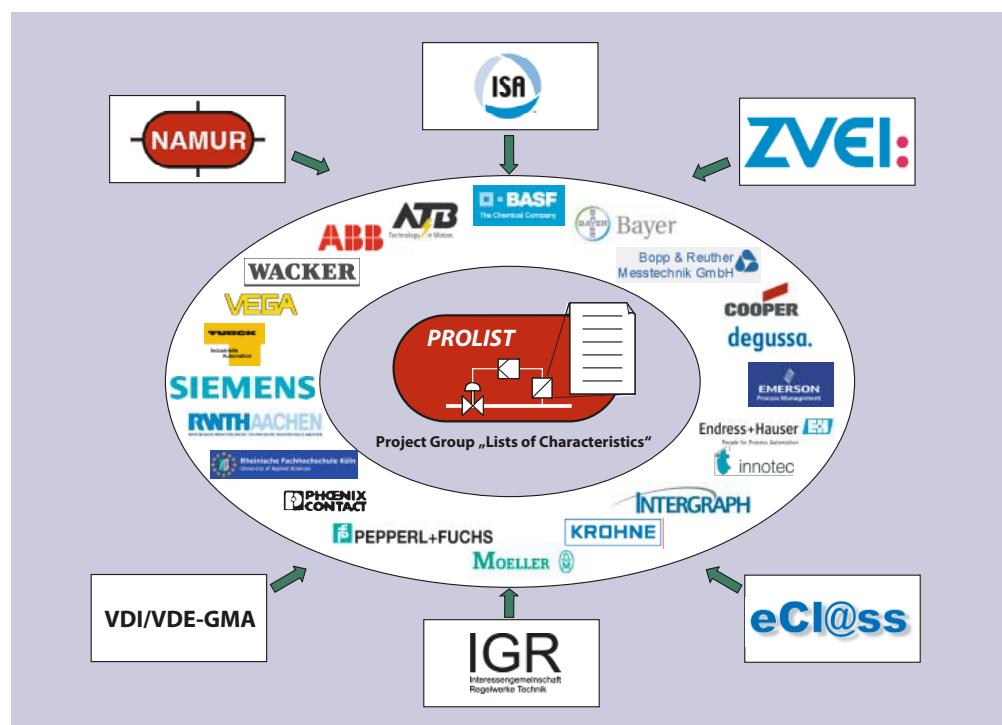 ISA
NAMUR
ZVEI:
BASF
The Chemical Company
ATB
Technology in Motion
BAYER
Bayer
ABB
Bopp & Reuther
Messtechnik GmbH
WACKER
VEGA
COOPER
TURCK
Industrielle
Automation
degussa.
PROLIST
SIEMENS
EMERSON
Process Management
RWTHAACHEN
Endress+Hauser EH
People for Process Automation
Project Group „Lists of Characteristics“
Rheinische Fachhochschule Köln
University of Applied Sciences
innotec
PHŒNIX
CONTACT
INTERGRAPH
PEPPERL+FUCHS
KROHNE
MOELLER
VDI/VDE-GMA
eCl@ss
IGR
Interessengemeinschaft
Regelwerke Technik